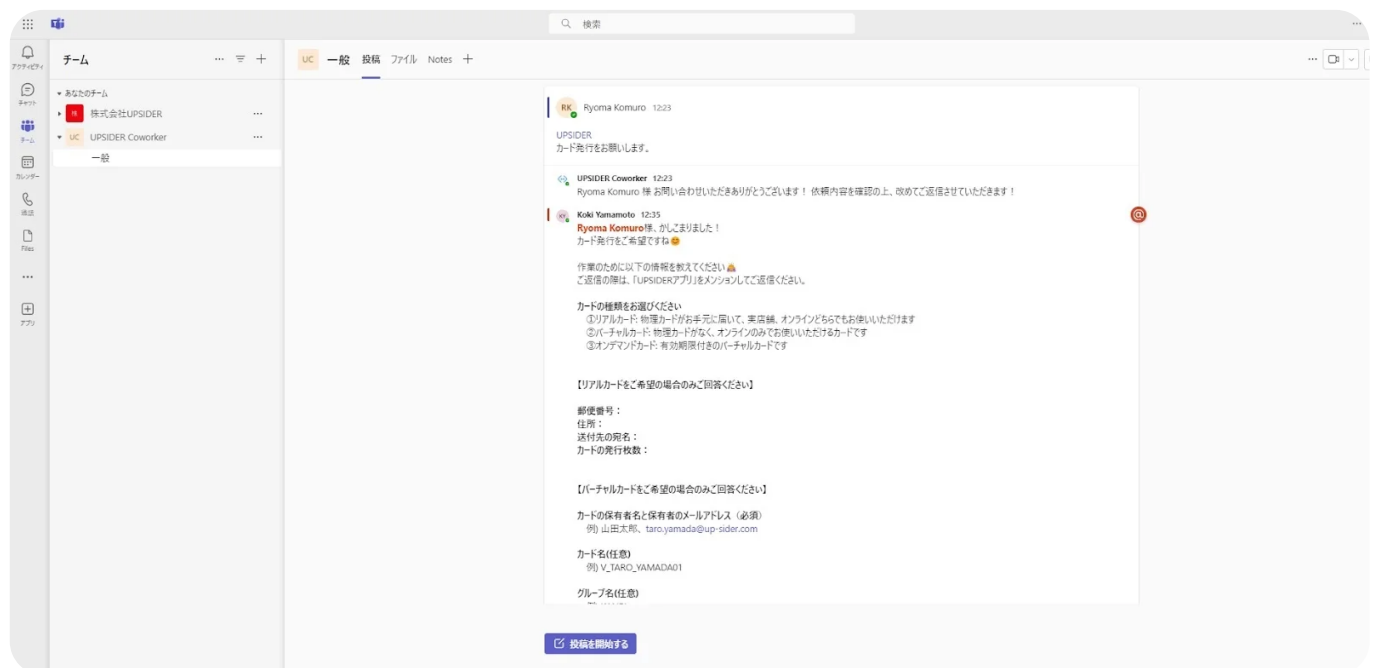 検索
アクティビティ
チャット
チーム
カレンダー
通話
Files
アプリ
チーム
あなたのチーム
株式会社UPSIDER
UC UPSIDER Coworker
一般
UC 一般 投稿 ファイル Notes
RK Ryoma Komuro 12:23
UPSIDER
カード発行をお願いします。
UPSIDER Coworker 12:23
Ryoma Komuro 様 お問い合わせいただきありがとうございます！ 依頼内容を確認の上、改めてご返信させていただきます！
KY Koki Yamamoto 12:35
Ryoma Komuro様、かしこまりました！
カード発行をご希望ですね😊
作業のために以下の情報を教えてください🙇
ご返信の際は、「UPSIDERアプリ」をメンションしてご返信ください。
カードの種類をお選びください
①リアルカード: 物理カードがお手元に届いて、実店舗、オンラインどちらでもお使いいただけます
②バーチャルカード: 物理カードがなく、オンラインのみでお使いいただけるカードです
③オンデマンドカード: 有効期限付きのバーチャルカードです
【リアルカードをご希望の場合のみご回答ください】
郵便番号：
住所：
送付先の宛名：
カードの発行枚数：
【バーチャルカードをご希望の場合のみご回答ください】
カードの保有者名と保有者のメールアドレス（必須）
例) 山田太郎、taro.yamada@up-sider.com
カード名(任意)
例) V_TARO_YAMADA01
グループ名(任意)
投稿を開始する